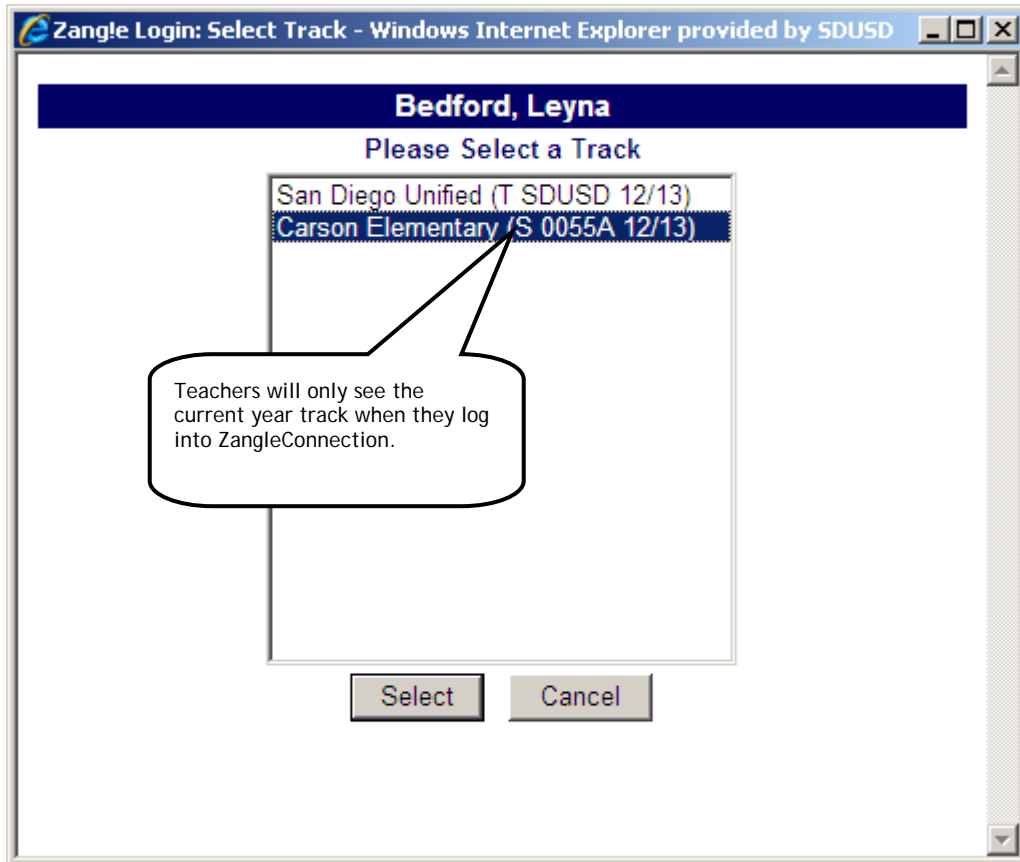 Zangle Login: Select Track - Windows Internet Explorer provided by SDUSD
Bedford, Leyna
Please Select a Track
San Diego Unified (T SDUSD 12/13)
Carson Elementary (S 0055A 12/13)
Teachers will only see the
current year track when they log
into ZangleConnection.
Select Cancel